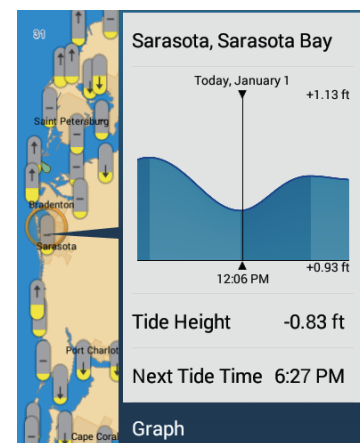 31
Saint Petersburg
Bradenton
Sarasota
Port Charlot
Cape Coral
Sarasota, Sarasota Bay
Today, January 1
+1.13 ft
+0.93 ft
12:06 PM
Tide Height -0.83 ft
Next Tide Time 6:27 PM
Graph